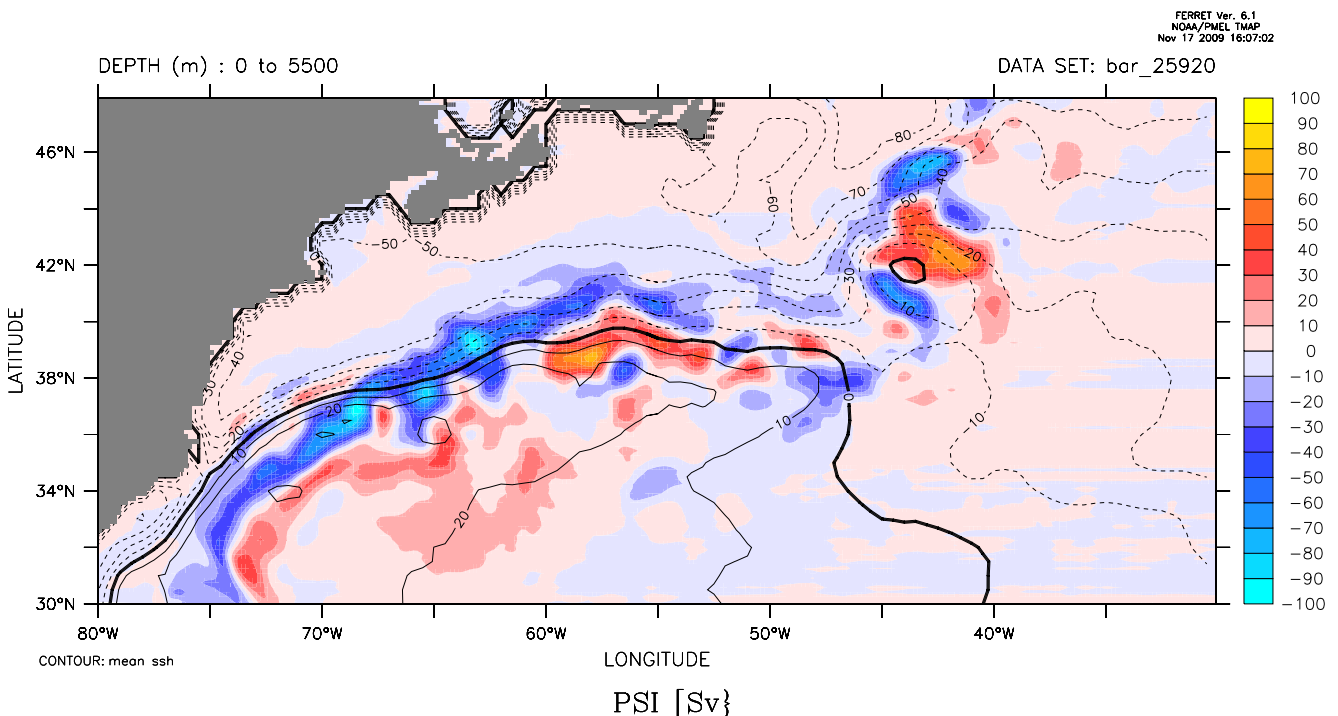 FERRET Ver. 6.1
NOAA/PMEL TMAP
Nov 17 2009 16:07:02
DEPTH (m) : 0 to 5500
DATA SET: bar_25920
46°N
42°N
38°N
34°N
30°N
LATITUDE
80°W
70°W
60°W
50°W
40°W
LONGITUDE
CONTOUR: mean ssh
PSI [Sv}
100
90
80
70
60
50
40
30
20
10
0
-10
-20
-30
-40
-50
-60
-70
-80
-90
-100
-80
-70
-60
-50
-40
-50
-50
-20
-30
-10
-40
-20
-10
-20
0
10
20
10